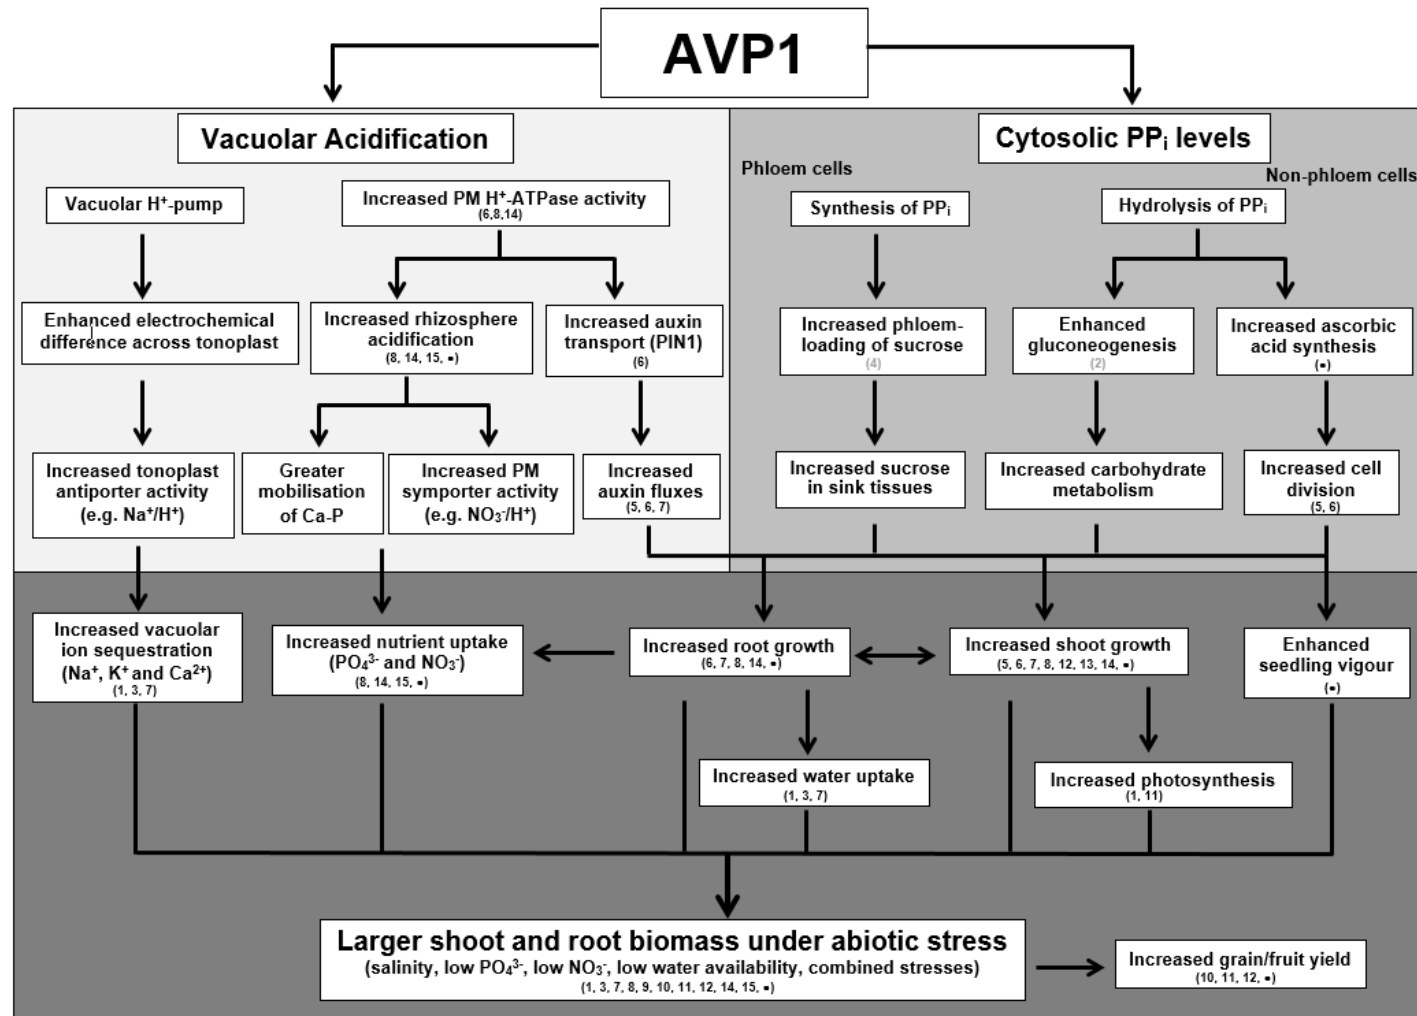 AVP1
Vacuolar Acidification
Cytosolic PPᵢ levels
Phloem cells
Non-phloem cells
Vacuolar H⁺-pump
Increased PM H⁺-ATPase activity
(6,8,14)
Synthesis of PPᵢ
Hydrolysis of PPᵢ
Enhanced electrochemical
difference across tonoplast
Increased rhizosphere
acidification
(8, 14, 15, •)
Increased auxin
transport (PIN1)
(6)
Increased phloem-
loading of sucrose
(4)
Enhanced
gluconeogenesis
(2)
Increased ascorbic
acid synthesis
(•)
Increased tonoplast
antiporter activity
(e.g. Na⁺/H⁺)
Greater
mobilisation
of Ca-P
Increased PM
symporter activity
(e.g. NO₃⁻/H⁺)
Increased
auxin fluxes
(5, 6, 7)
Increased sucrose
in sink tissues
Increased carbohydrate
metabolism
Increased cell
division
(5, 6)
Increased vacuolar
ion sequestration
(Na⁺, K⁺ and Ca²⁺)
(1, 3, 7)
Increased nutrient uptake
(PO₄³⁻ and NO₃⁻)
(8, 14, 15, •)
Increased root growth
(6, 7, 8, 14, •)
Increased shoot growth
(5, 6, 7, 8, 12, 13, 14, •)
Enhanced
seedling vigour
(•)
Increased water uptake
(1, 3, 7)
Increased photosynthesis
(1, 11)
Larger shoot and root biomass under abiotic stress
(salinity, low PO₄³⁻, low NO₃⁻, low water availability, combined stresses)
(1, 3, 7, 8, 9, 10, 11, 12, 14, 15, •)
Increased grain/fruit yield
(10, 11, 12, •)